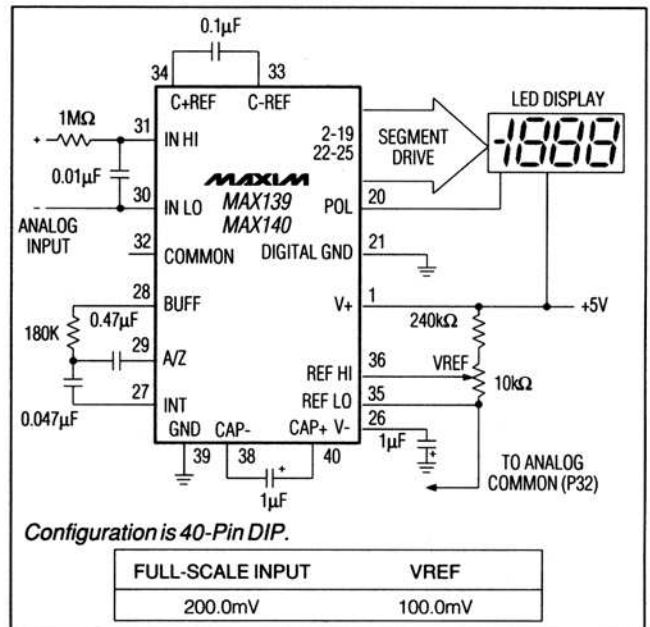 0.1µF
34 33
C+REF C-REF
LED DISPLAY
1MΩ
+ 31 IN HI
2-19
22-25
SEGMENT
DRIVE
-1888
0.01µF
MAXIM
MAX139
MAX140
– 30 IN LO
POL 20
ANALOG
INPUT
32 COMMON
DIGITAL GND 21
28 BUFF
V+ 1
+5V
180K
0.47µF
240kΩ
29 A/Z
REF HI 36
VREF
10kΩ
27 INT
REF LO 35
0.047µF
GND CAP- CAP+ V- 26
1µF
+
39 38 40
+
1µF
TO ANALOG
COMMON (P32)
Configuration is 40-Pin DIP.
FULL-SCALE INPUT VREF
200.0mV 100.0mV